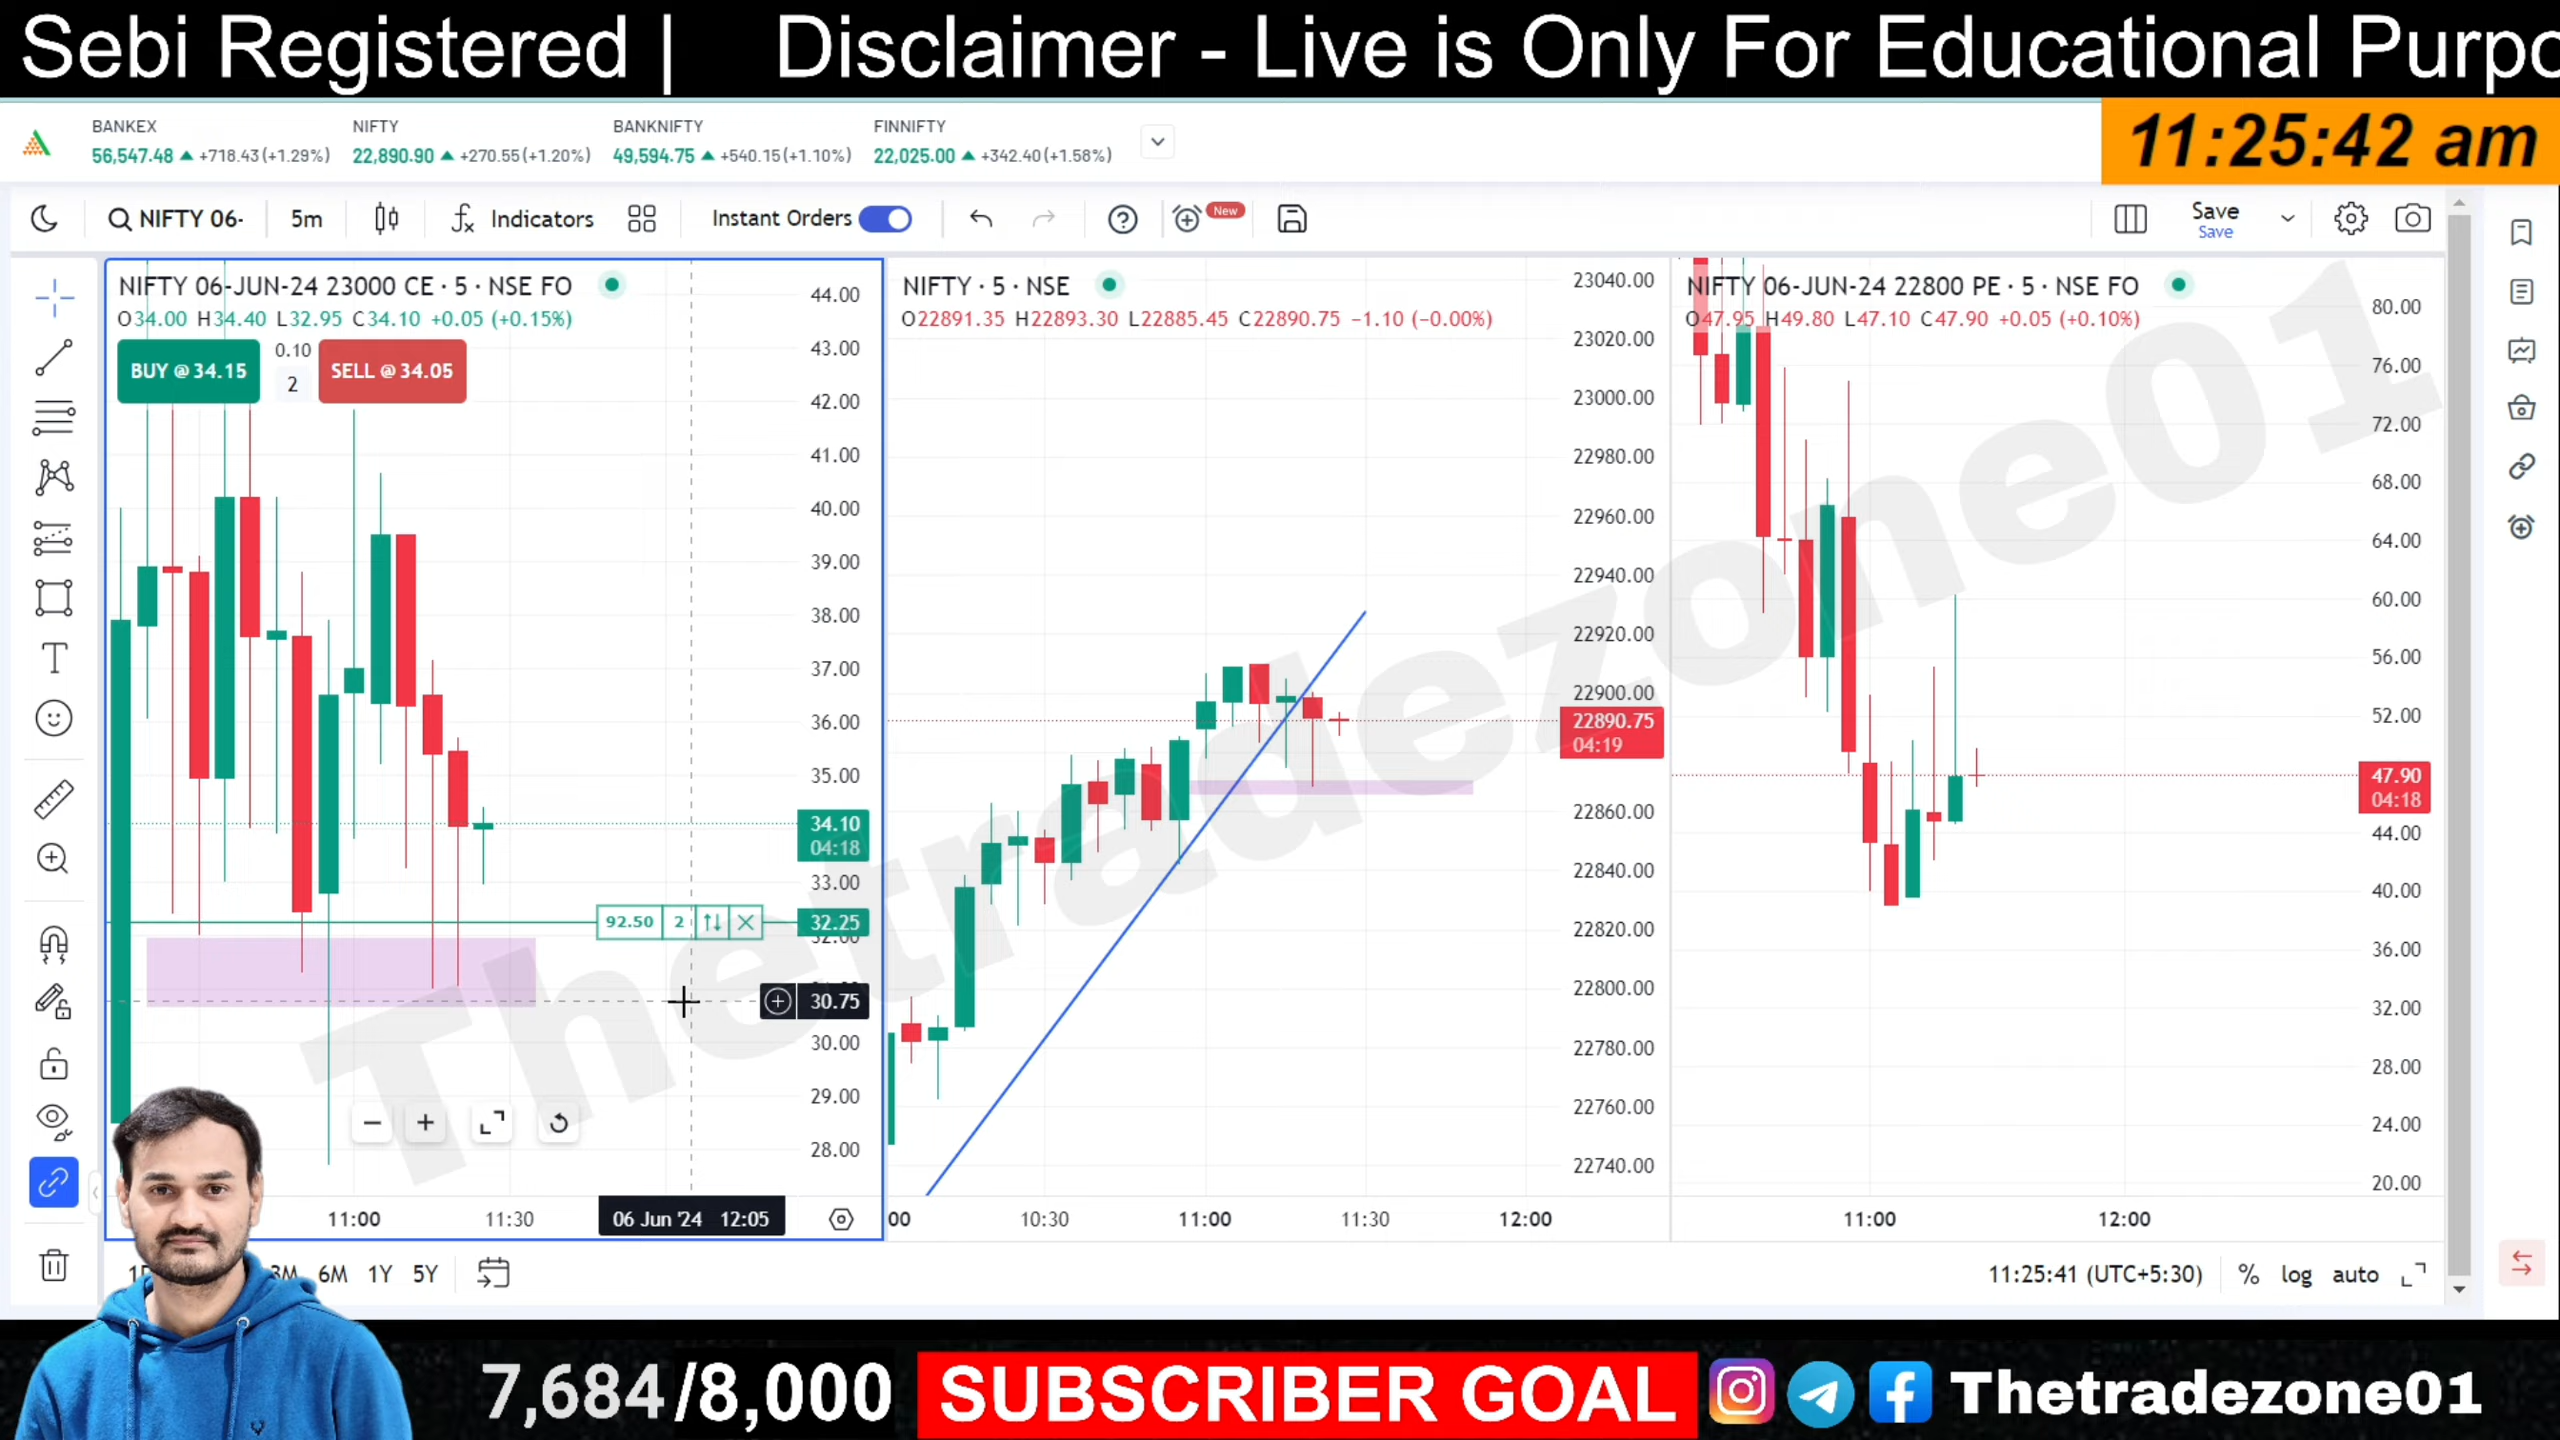 Sebi Registered |    Disclaimer - Live is Only For Educational Purpo
BANKEX
56,547.48 ▲ +718.43(+1.29%)
NIFTY
22,890.90 ▲ +270.55(+1.20%)
BANKNIFTY
49,594.75 ▲ +540.15(+1.10%)
FINNIFTY
22,025.00 ▲ +342.40(+1.58%)
11:25:42 am
NIFTY 06-
5m
Indicators
Instant Orders
New
Save
Save
NIFTY 06-JUN-24 23000 CE · 5 · NSE FO
O34.00 H34.40 L32.95 C34.10 +0.05 (+0.15%)
BUY @ 34.15
0.10
2
SELL @ 34.05
44.00
43.00
42.00
41.00
40.00
39.00
38.00
37.00
36.00
35.00
34.10
04:18
33.00
92.50 2
32.25
32.00
30.75
30.00
29.00
28.00
11:00
11:30
06 Jun '24 12:05
NIFTY · 5 · NSE
O22891.35 H22893.30 L22885.45 C22890.75 −1.10 (−0.00%)
23040.00
23020.00
23000.00
22980.00
22960.00
22940.00
22920.00
22900.00
22890.75
04:19
22860.00
22840.00
22820.00
22800.00
22780.00
22760.00
22740.00
00
10:30
11:00
11:30
12:00
NIFTY 06-JUN-24 22800 PE · 5 · NSE FO
O47.95 H49.80 L47.10 C47.90 +0.05 (+0.10%)
80.00
76.00
72.00
68.00
64.00
60.00
56.00
52.00
47.90
04:18
44.00
40.00
36.00
32.00
28.00
24.00
20.00
11:00
12:00
Thetradezone01
3M 6M 1Y 5Y
11:25:41 (UTC+5:30)
% log auto
7,684/8,000
SUBSCRIBER GOAL
Thetradezone01